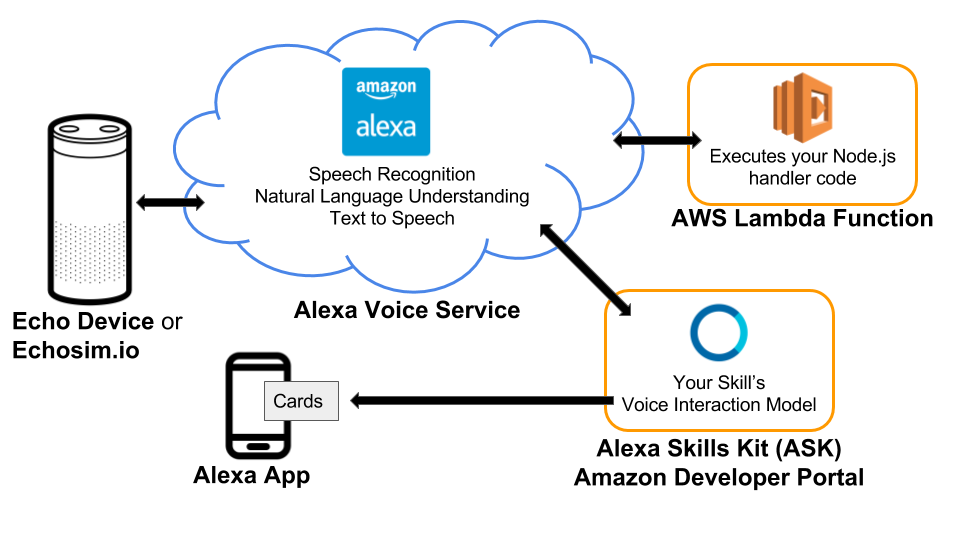 amazon
alexa
Speech Recognition
Natural Language Understanding
Text to Speech
Alexa Voice Service
Executes your Node.js
handler code
AWS Lambda Function
Echo Device or
Echosim.io
Cards
Alexa App
Your Skill’s
Voice Interaction Model
Alexa Skills Kit (ASK)
Amazon Developer Portal